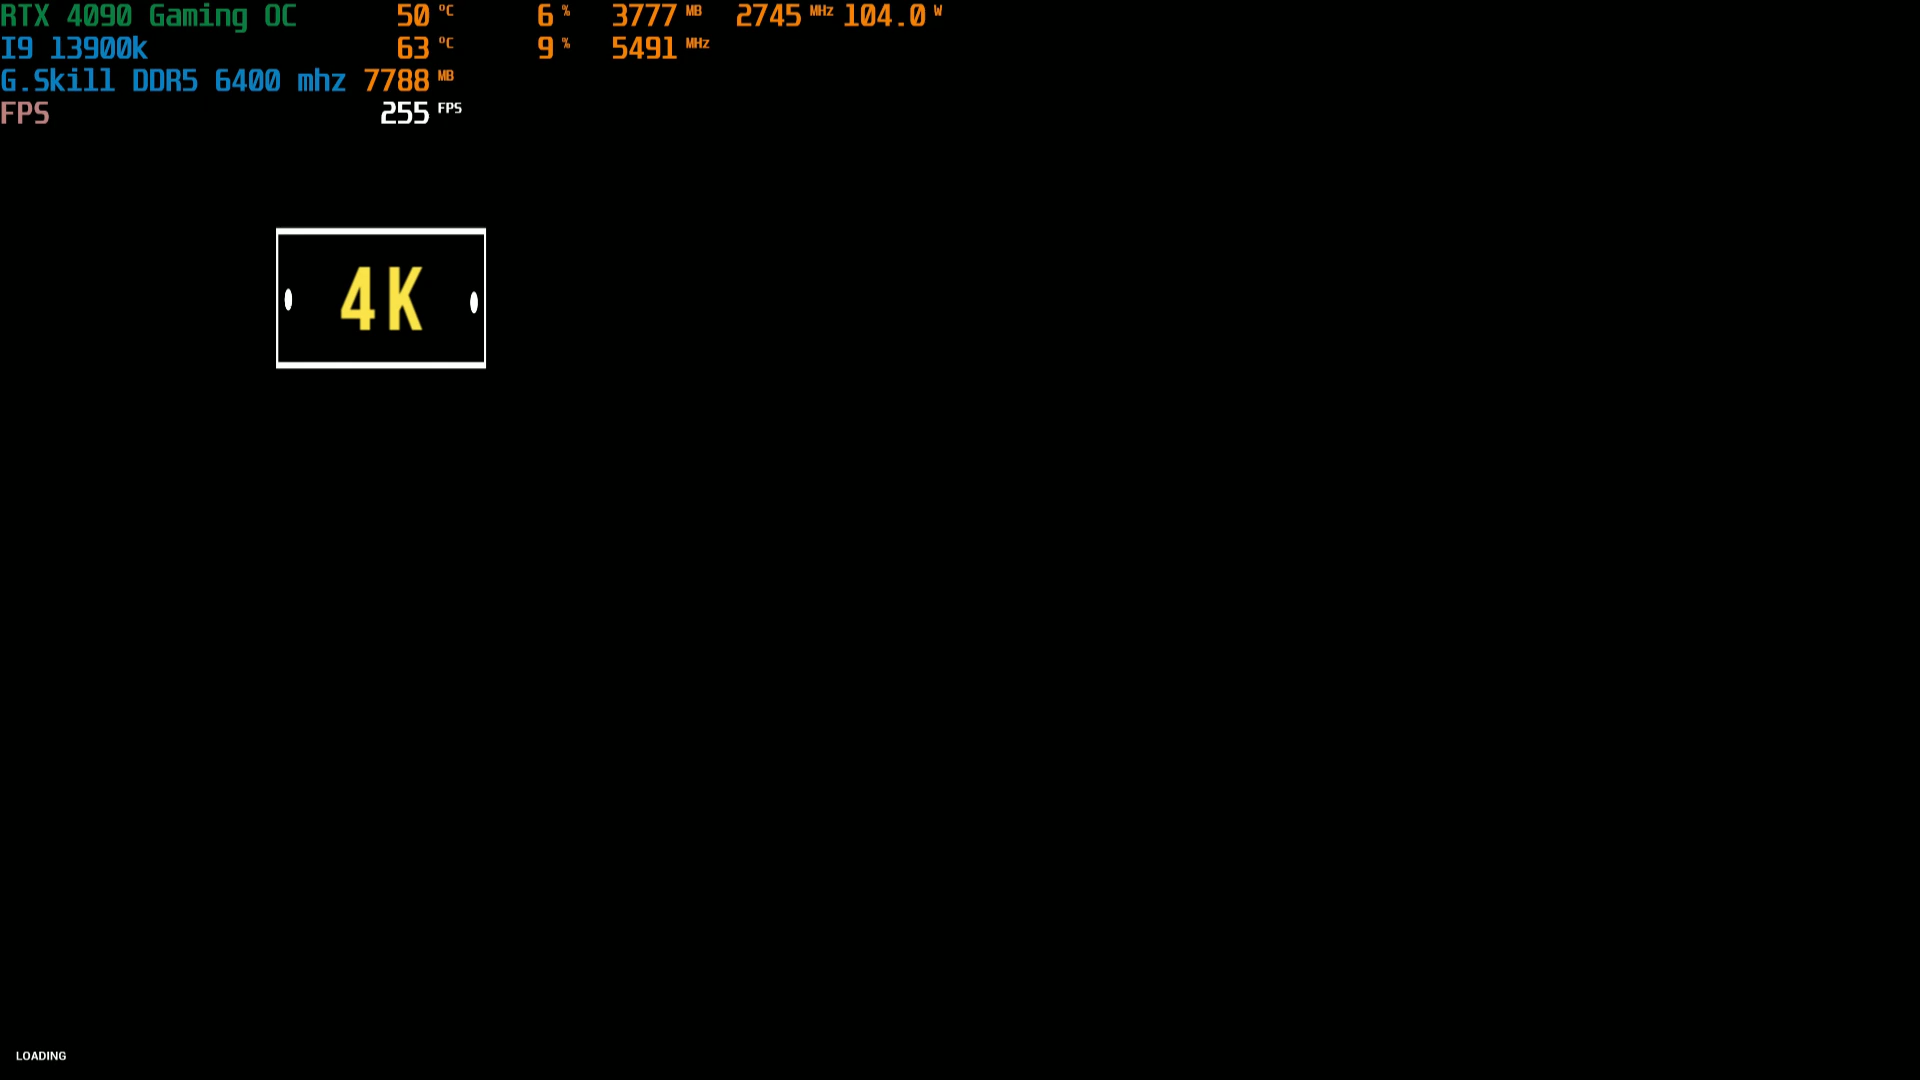 RTX 4090 Gaming OC 50 °C 6 % 3777 MB 2745 MHz 104.0 W
I9 13900k 63 °C 9 % 5491 MHz
G.Skill DDR5 6400 mhz 7788 MB
FPS 255 FPS
4K
LOADING